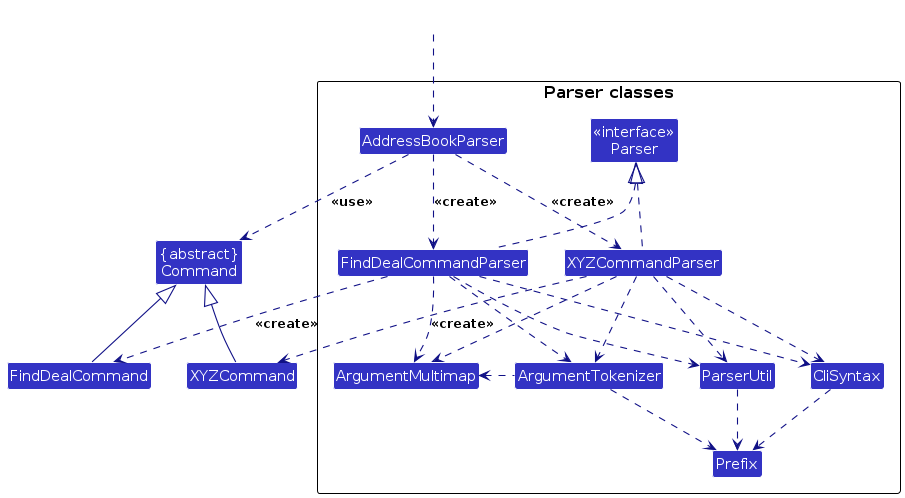 Parser classes
AddressBookParser
«interface»
Parser
«use»
«create»
«create»
{abstract}
Command
FindDealCommandParser
XYZCommandParser
«create»
«create»
FindDealCommand
XYZCommand
ArgumentMultimap
ArgumentTokenizer
ParserUtil
CliSyntax
Prefix